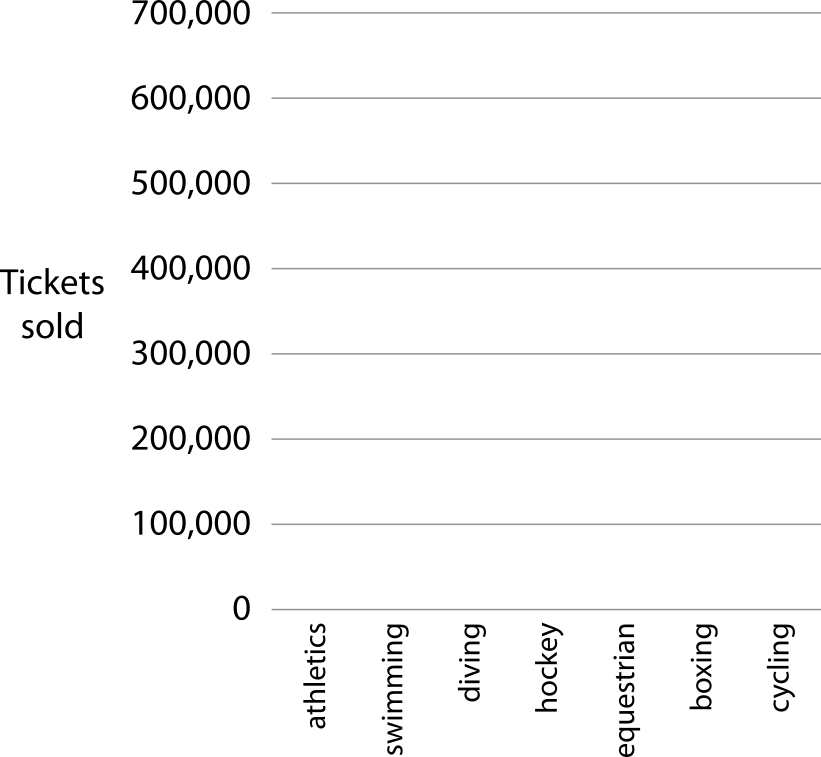 700,000
600,000
500,000
400,000
Tickets
sold
300,000
200,000
100,000
0
athletics
swimming
diving
hockey
equestrian
boxing
cycling